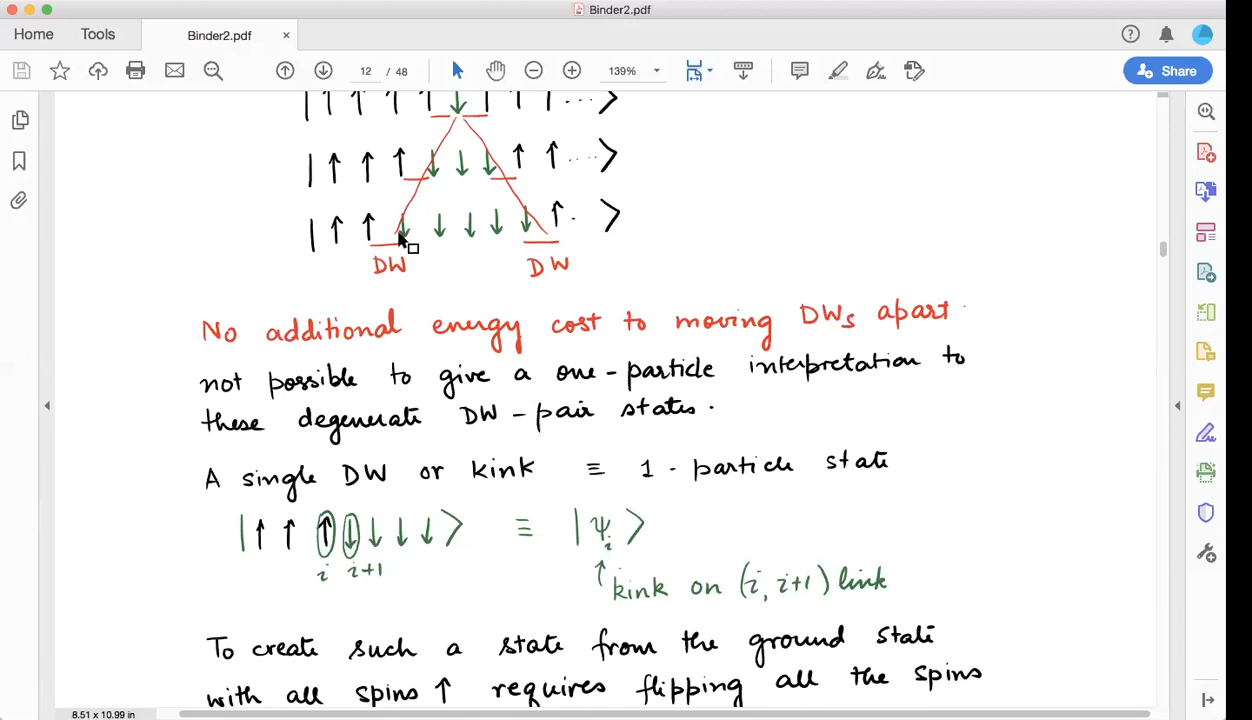 Binder2.pdf
Home Tools Binder2.pdf ×
12 / 48 139% Share
| ↑ ↑ ↑ ↑ ↑ ↓ ↑ ↑ ↑ ... >
| ↑ ↑ ↑ ↓ ↓ ↓ ↑ ↑ .... >
| ↑ ↑ ↓ ↓ ↓ ↓ ↓ ↑ . >
DW DW
No additional energy cost to moving DWs apart
not possible to give a one-particle interpretation to
these degenerate DW-pair states.
A single DW or kink ≡ 1-particle state
| ↑ ↑ ↑ ↓ ↓ ↓ ↓ > ≡ | ψi >
i i+1
↑ kink on (i, i+1) link
To create such a state from the ground state
with all spins ↑ requires flipping all the spins
8.51 x 10.99 in